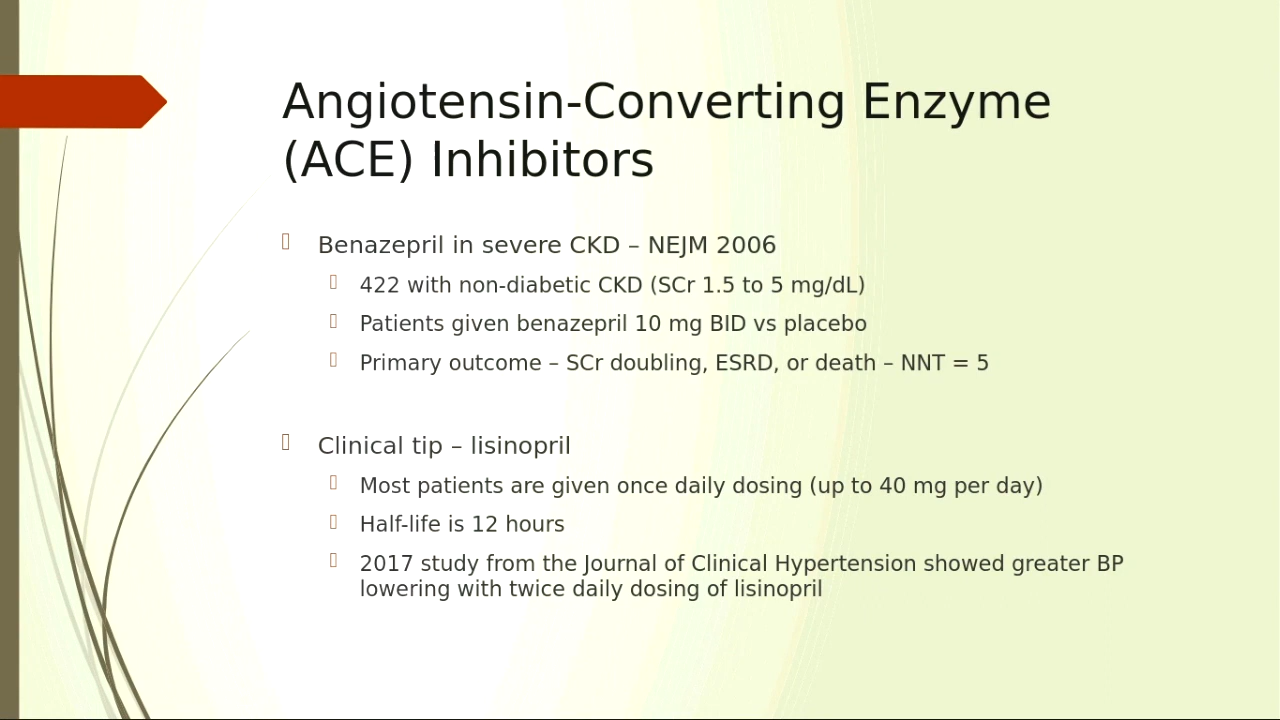 Angiotensin-Converting Enzyme
(ACE) Inhibitors
Benazepril in severe CKD – NEJM 2006
422 with non-diabetic CKD (SCr 1.5 to 5 mg/dL)
Patients given benazepril 10 mg BID vs placebo
Primary outcome – SCr doubling, ESRD, or death – NNT = 5
Clinical tip – lisinopril
Most patients are given once daily dosing (up to 40 mg per day)
Half-life is 12 hours
2017 study from the Journal of Clinical Hypertension showed greater BP
lowering with twice daily dosing of lisinopril